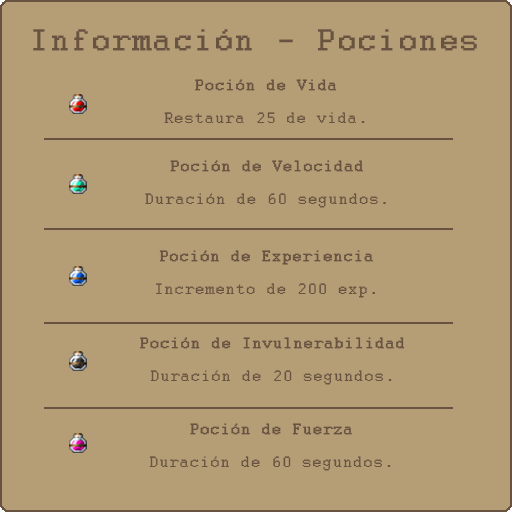 Información - Pociones
Poción de Vida
Restaura 25 de vida.
Poción de Velocidad
Duración de 60 segundos.
Poción de Experiencia
Incremento de 200 exp.
Poción de Invulnerabilidad
Duración de 20 segundos.
Poción de Fuerza
Duración de 60 segundos.